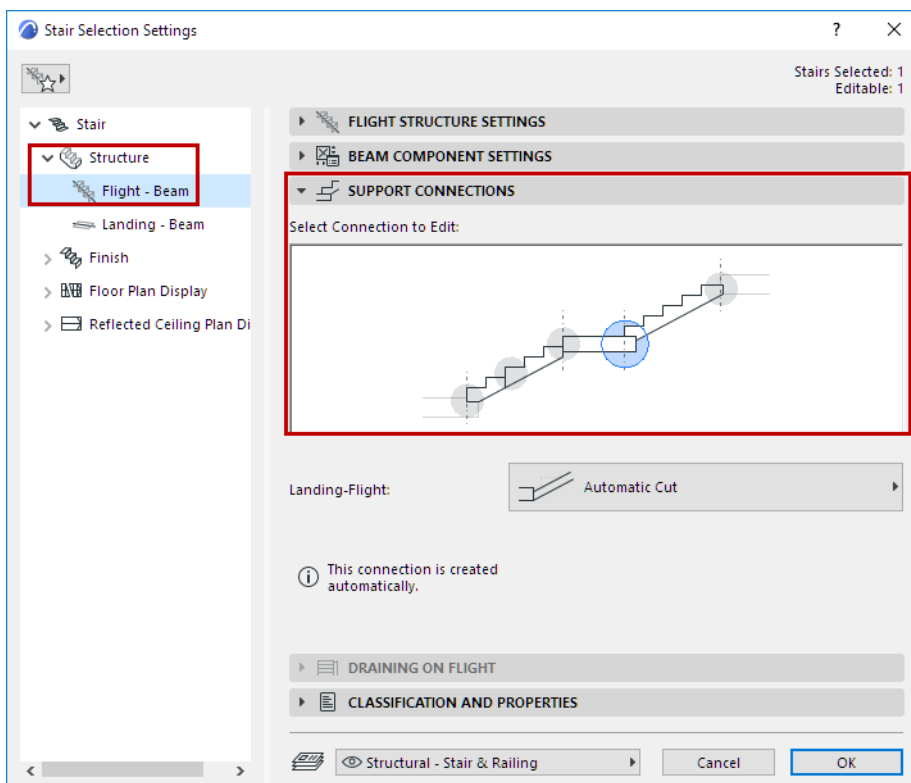 Stair Selection Settings
?
Stairs Selected: 1
Editable: 1
Stair
Structure
Flight - Beam
Landing - Beam
Finish
Floor Plan Display
Reflected Ceiling Plan Di
FLIGHT STRUCTURE SETTINGS
BEAM COMPONENT SETTINGS
SUPPORT CONNECTIONS
Select Connection to Edit:
Landing-Flight:
Automatic Cut
This connection is created
automatically.
DRAINING ON FLIGHT
CLASSIFICATION AND PROPERTIES
Structural - Stair & Railing
Cancel
OK